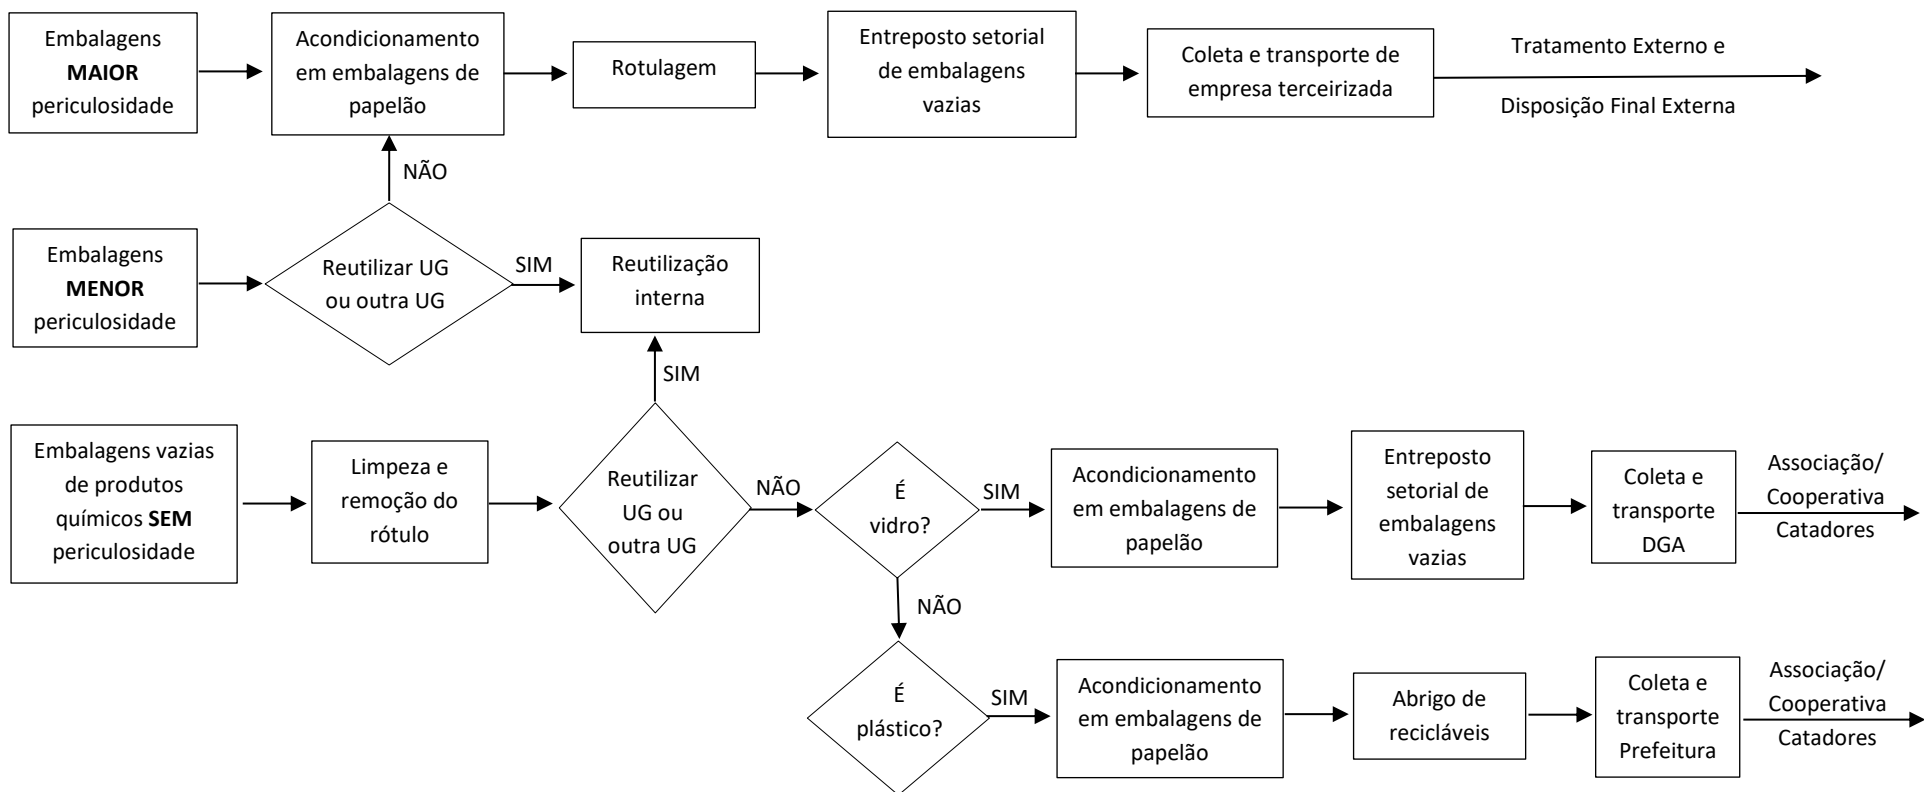 Embalagens
MAIOR
periculosidade
Acondicionamento
em embalagens de
papelão
Rotulagem
Entreposto setorial
de embalagens
vazias
Coleta e transporte de
empresa terceirizada
Tratamento Externo e
Disposição Final Externa
NÃO
Embalagens
MENOR
periculosidade
Reutilizar UG
ou outra UG
SIM
Reutilização
interna
SIM
Embalagens vazias
de produtos
químicos SEM
periculosidade
Limpeza e
remoção do
rótulo
Reutilizar
UG ou
outra UG
NÃO
É
vidro?
SIM
Acondicionamento
em embalagens de
papelão
Entreposto
setorial de
embalagens
vazias
Coleta e
transporte
DGA
Associação/
Cooperativa
Catadores
NÃO
É
plástico?
SIM
Acondicionamento
em embalagens de
papelão
Abrigo de
recicláveis
Coleta e
transporte
Prefeitura
Associação/
Cooperativa
Catadores